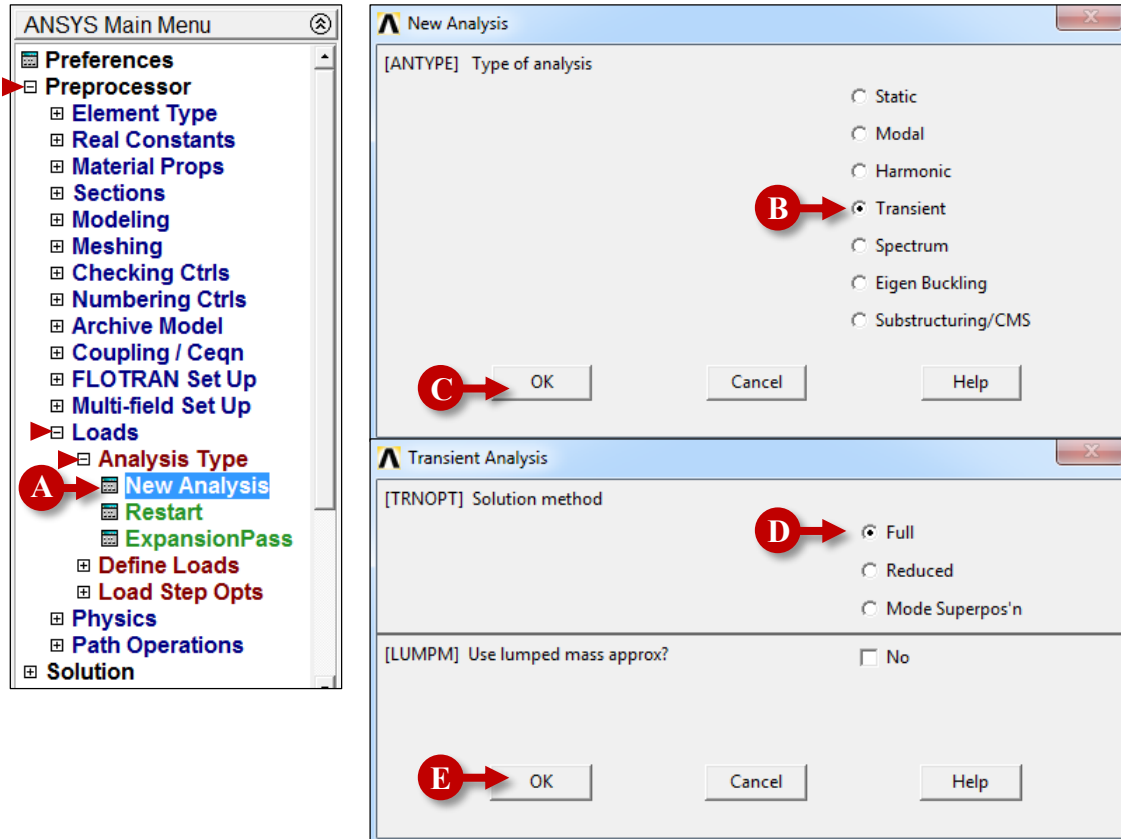 ANSYS Main Menu
Preferences
Preprocessor
Element Type
Real Constants
Material Props
Sections
Modeling
Meshing
Checking Ctrls
Numbering Ctrls
Archive Model
Coupling / Ceqn
FLOTRAN Set Up
Multi-field Set Up
Loads
Analysis Type
A New Analysis
Restart
ExpansionPass
Define Loads
Load Step Opts
Physics
Path Operations
Solution
New Analysis
[ANTYPE] Type of analysis
Static
Modal
Harmonic
B Transient
Spectrum
Eigen Buckling
Substructuring/CMS
C OK Cancel Help
Transient Analysis
[TRNOPT] Solution method
D Full
Reduced
Mode Superpos'n
[LUMPM] Use lumped mass approx? No
E OK Cancel Help